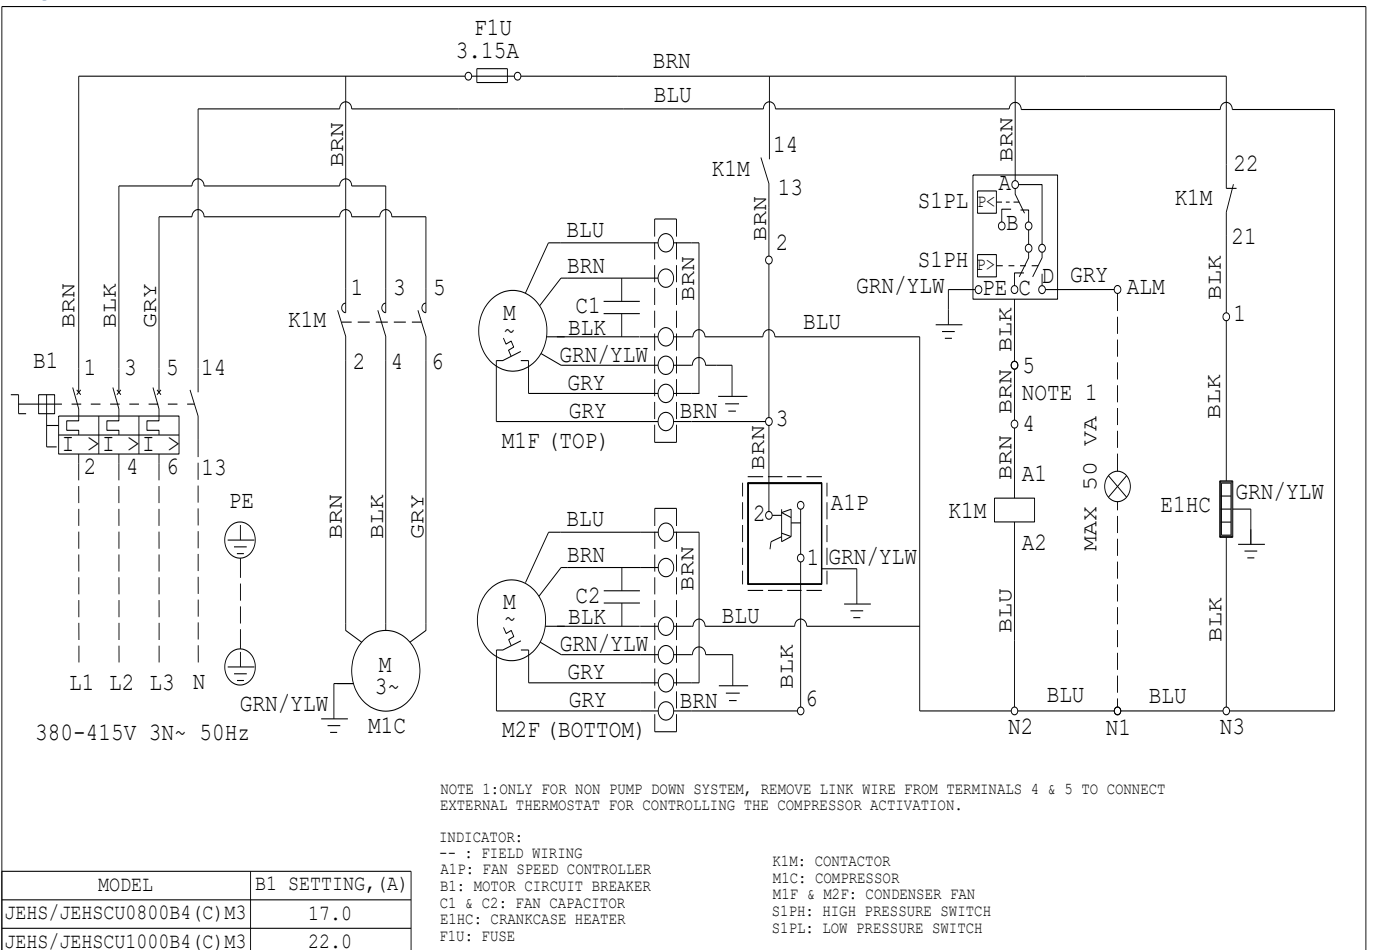 F1U
3.15A
BRN
BLU
BRN
BRN
14
K1M
13
22
K1M
21
A
S1PL
P<
B
S1PH
P>
D
GRN/YLW
PE
C
GRY
ALM
BRN
2
BLU
BRN
BRN
M
~
C1
BLK
BLU
GRN/YLW
GRY
GRY
BRN
3
M1F (TOP)
BRN
BLK
GRY
1
3
5
K1M
2
4
6
B1
1
3
5
14
I >
I >
I >
2
4
6
13
BLK
5
BRN
NOTE 1
4
BRN
A1
K1M
A2
BLU
MAX 50 VA
BLK
1
BLK
E1HC
GRN/YLW
BLK
BRN
A1P
2
1
GRN/YLW
PE
BRN
BLK
GRY
BLU
BRN
BRN
M
~
C2
BLK
BLU
GRN/YLW
GRY
GRY
BRN
BLK
6
M2F (BOTTOM)
L1
L2
L3
N
GRN/YLW
M
3~
M1C
380-415V 3N~ 50Hz
BLU
BLU
N2
N1
N3
NOTE 1:ONLY FOR NON PUMP DOWN SYSTEM, REMOVE LINK WIRE FROM TERMINALS 4 & 5 TO CONNECT
EXTERNAL THERMOSTAT FOR CONTROLLING THE COMPRESSOR ACTIVATION.
INDICATOR:
-- : FIELD WIRING
A1P: FAN SPEED CONTROLLER
B1: MOTOR CIRCUIT BREAKER
C1 & C2: FAN CAPACITOR
E1HC: CRANKCASE HEATER
F1U: FUSE
K1M: CONTACTOR
M1C: COMPRESSOR
M1F & M2F: CONDENSER FAN
S1PH: HIGH PRESSURE SWITCH
S1PL: LOW PRESSURE SWITCH
MODEL B1 SETTING,(A)
JEHS/JEHSCU0800B4(C)M3 17.0
JEHS/JEHSCU1000B4(C)M3 22.0